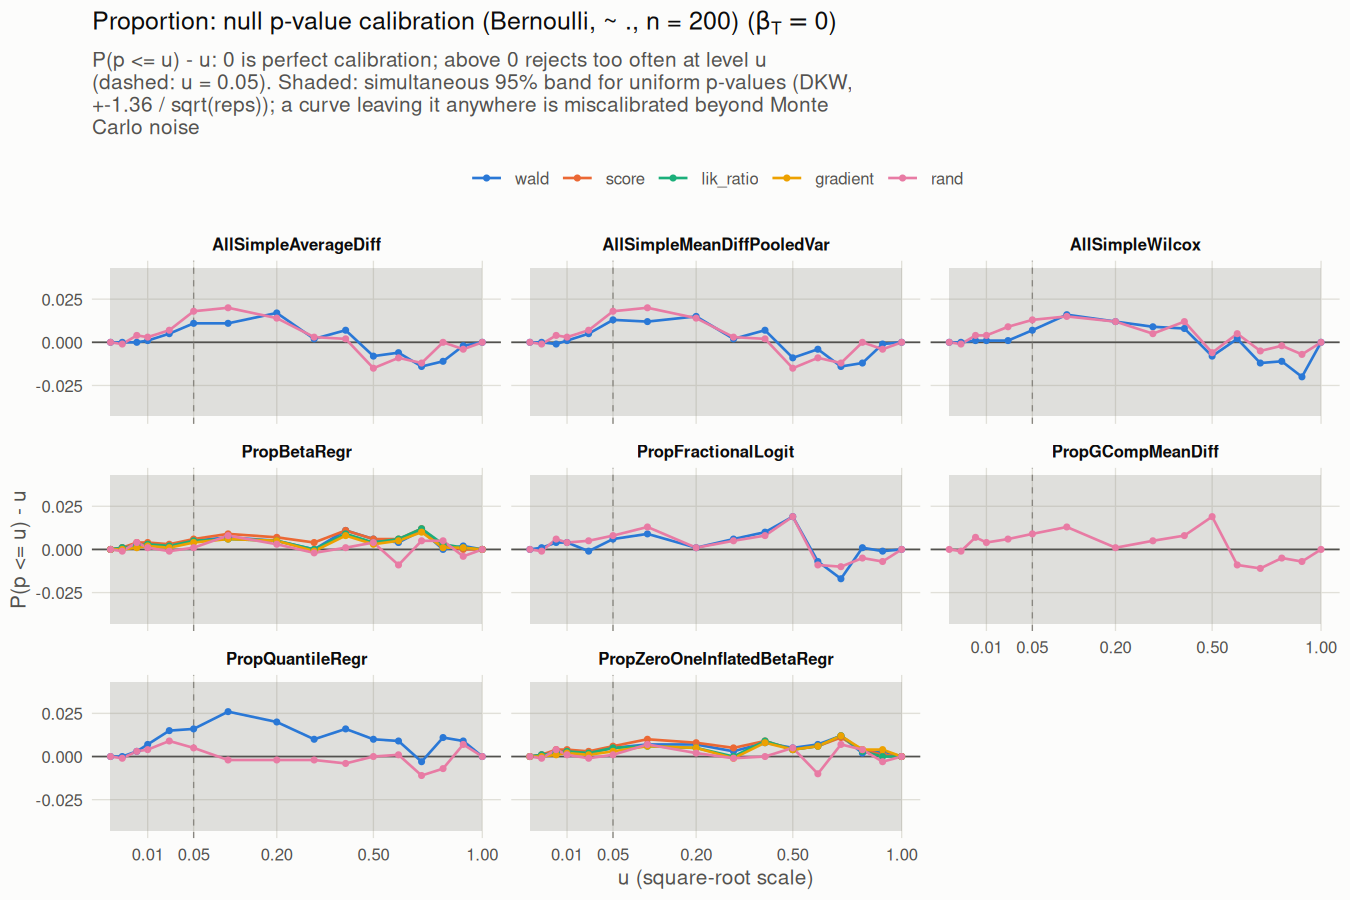 Proportion: null p-value calibration (Bernoulli, ~ ., n = 200) (β_T = 0)
P(p <= u) - u: 0 is perfect calibration; above 0 rejects too often at level u
(dashed: u = 0.05). Shaded: simultaneous 95% band for uniform p-values (DKW,
+-1.36 / sqrt(reps)); a curve leaving it anywhere is miscalibrated beyond Monte
Carlo noise
wald score lik_ratio gradient rand
AllSimpleAverageDiff AllSimpleMeanDiffPooledVar AllSimpleWilcox
0.025
0.000
-0.025
PropBetaRegr PropFractionalLogit PropGCompMeanDiff
0.025
0.000
-0.025
0.01 0.05 0.20 0.50 1.00
PropQuantileRegr PropZeroOneInflatedBetaRegr
0.025
0.000
-0.025
0.01 0.05 0.20 0.50 1.00 0.01 0.05 0.20 0.50 1.00
P(p <= u) - u
u (square-root scale)